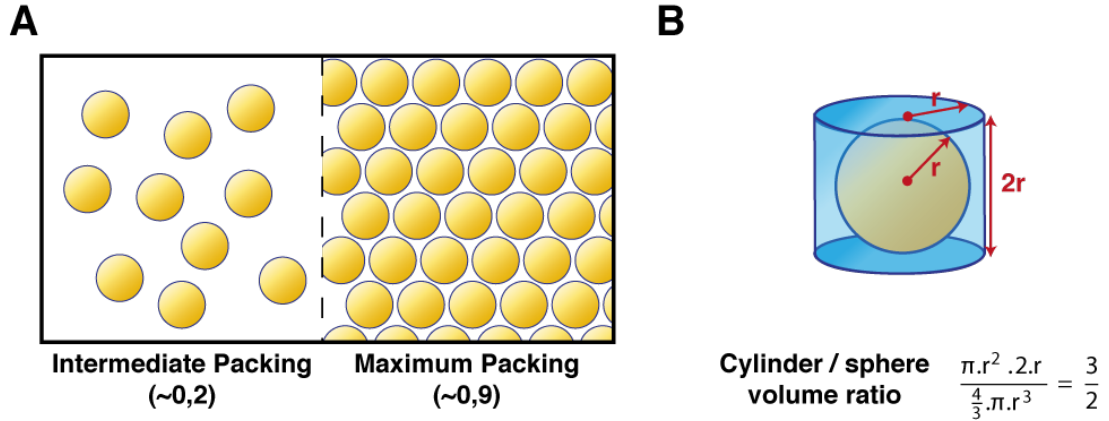 A
B
r
r
2r
Intermediate Packing
(~0,2)
Maximum Packing
(~0,9)
Cylinder / sphere
volume ratio
π.r² .2.r
4/3.π.r³
= 3/2